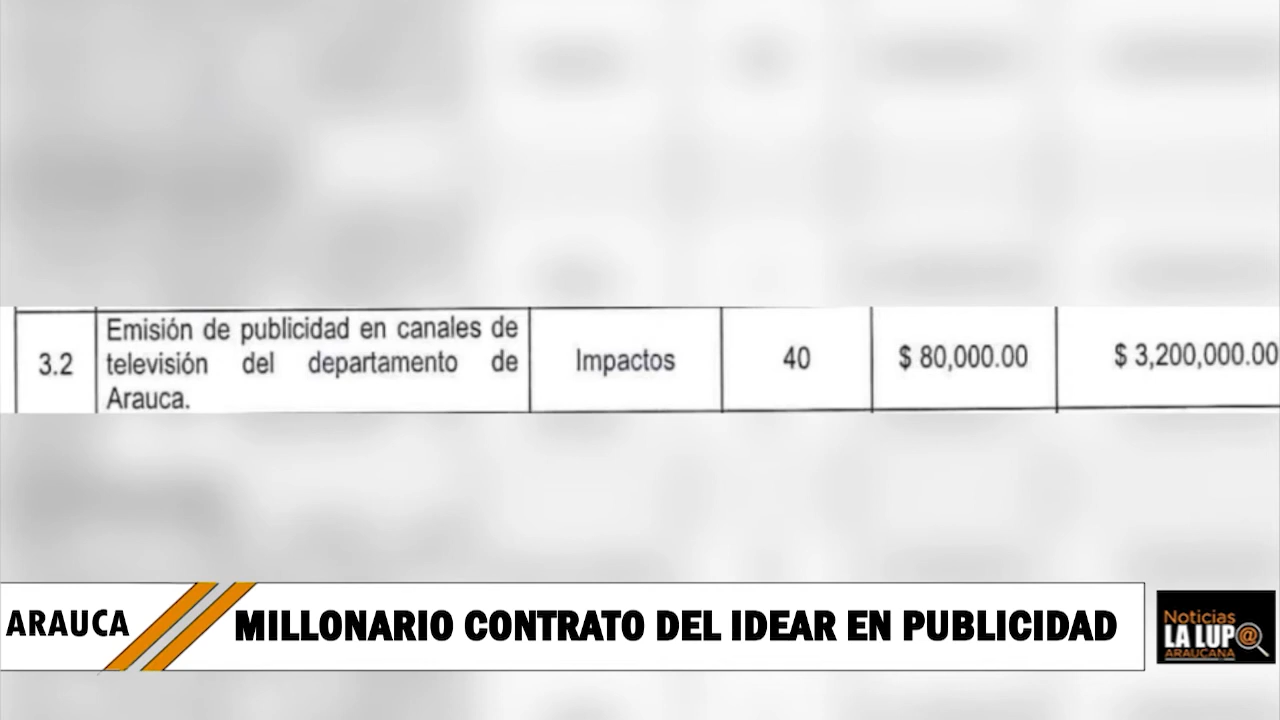 3.2
Emisión de publicidad en canales de
televisión del departamento de
Arauca.
Impactos
40
$ 80,000.00
$ 3,200,000.00
ARAUCA
MILLONARIO CONTRATO DEL IDEAR EN PUBLICIDAD
Noticias
LA LUP@
ARAUCANA